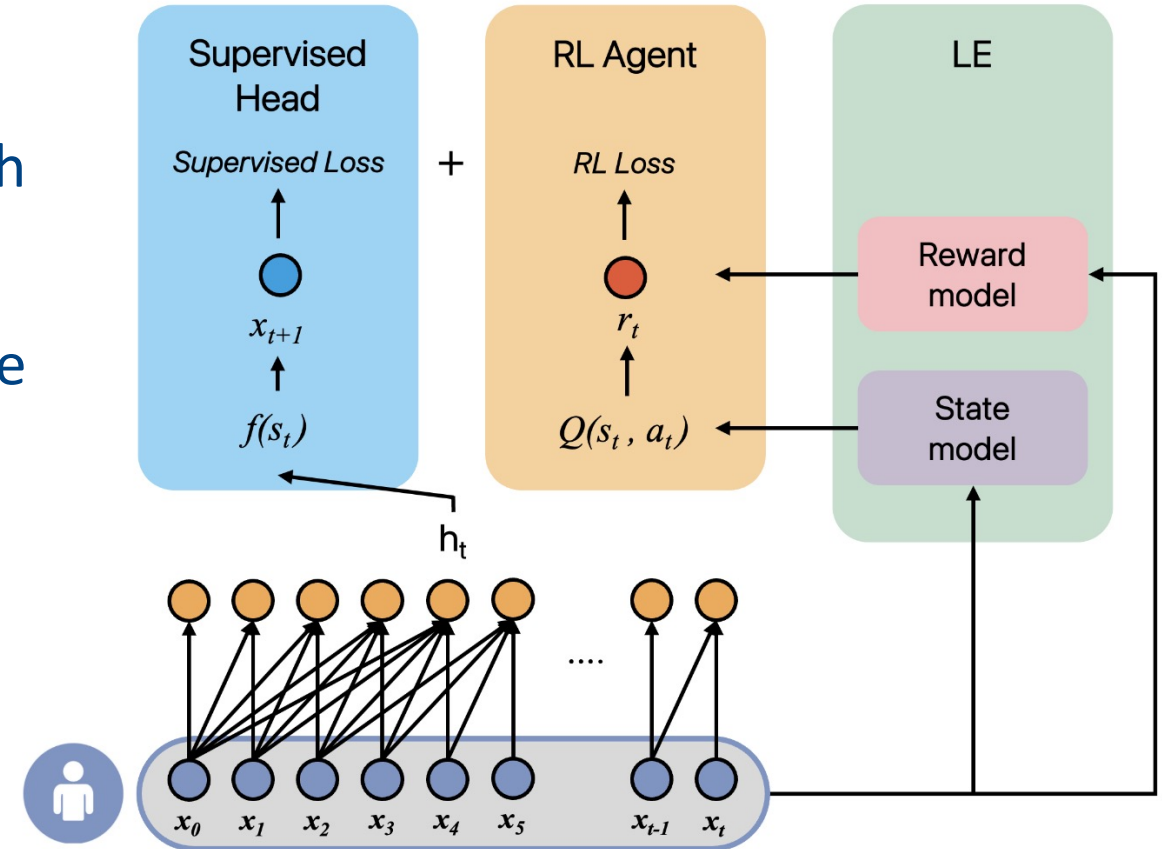 h
e
Supervised
Head
Supervised Loss
x_{t+1}
f(s_t)
+
RL Agent
RL Loss
r_t
Q(s_t , a_t)
LE
Reward
model
State
model
h_t
....
x_0 x_1 x_2 x_3 x_4 x_5 x_{t-1} x_t